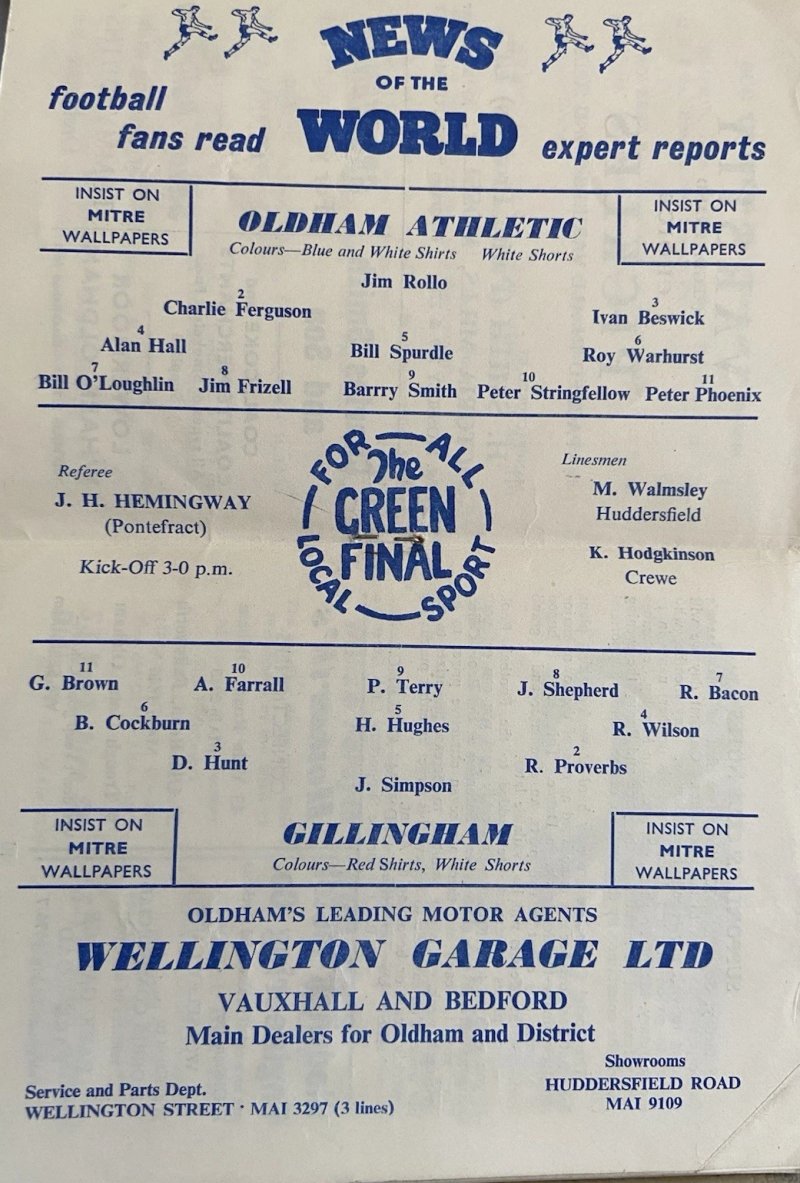 NEWS
OF THE
WORLD
football
fans read
expert reports
INSIST ON
MITRE
WALLPAPERS
OLDHAM ATHLETIC
Colours—Blue and White Shirts White Shorts
INSIST ON
MITRE
WALLPAPERS
Jim Rollo
2
Charlie Ferguson
3
Ivan Beswick
4
Alan Hall
5
Bill Spurdle
6
Roy Warhurst
7
Bill O'Loughlin
8
Jim Frizell
9
Barrry Smith
10
Peter Stringfellow
11
Peter Phoenix
Referee
J. H. HEMINGWAY
(Pontefract)
Kick-Off 3-0 p.m.
FOR ALL
The
GREEN
FINAL
LOCAL SPORT
Linesmen
M. Walmsley
Huddersfield
K. Hodgkinson
Crewe
11
G. Brown
10
A. Farrall
9
P. Terry
8
J. Shepherd
7
R. Bacon
6
B. Cockburn
5
H. Hughes
4
R. Wilson
3
D. Hunt
2
R. Proverbs
J. Simpson
INSIST ON
MITRE
WALLPAPERS
GILLINGHAM
Colours—Red Shirts, White Shorts
INSIST ON
MITRE
WALLPAPERS
OLDHAM'S LEADING MOTOR AGENTS
WELLINGTON GARAGE LTD
VAUXHALL AND BEDFORD
Main Dealers for Oldham and District
Service and Parts Dept.
WELLINGTON STREET · MAI 3297 (3 lines)
Showrooms
HUDDERSFIELD ROAD
MAI 9109